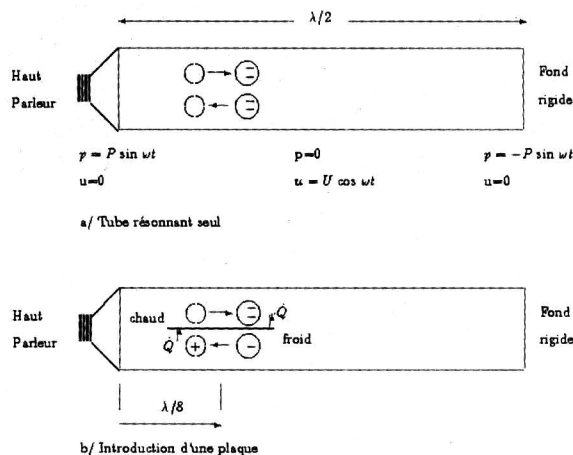 λ/2
Haut
Parleur
Fond
rigide
p = P sin ωt
p=0
p = -P sin ωt
u=0
u = U cos ωt
u=0
a/ Tube résonnant seul
Haut
Parleur
chaud
Q̇
Q̇
froid
Fond
rigide
λ/8
b/ Introduction d'une plaque